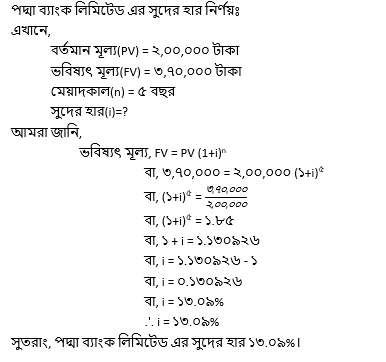 পদ্মা ব্যাংক লিমিটেড এর সুদের হার নির্ণয়ঃ
এখানে,
বর্তমান মূল্য(PV) = ২,০০,০০০ টাকা
ভবিষ্যৎ মূল্য(FV) = ৩,৭০,০০০ টাকা
মেয়াদকাল(n) = ৫ বছর
সুদের হার(i)=?
আমরা জানি,
ভবিষ্যৎ মূল্য, FV = PV (1+i)ⁿ
বা, ৩,৭০,০০০ = ২,০০,০০০ (১+i)^৫
বা, (১+i)^৫ = ৩,৭০,০০০/২,০০,০০০
বা, (১+i)^৫ = ১.৮৫
বা, ১ + i = ১.১৩০৯২৬
বা, i = ১.১৩০৯২৬ - ১
বা, i = ০.১৩০৯২৬
বা, i = ১৩.০৯%
∴ i = ১৩.০৯%
সুতরাং, পদ্মা ব্যাংক লিমিটেড এর সুদের হার ১৩.০৯%।